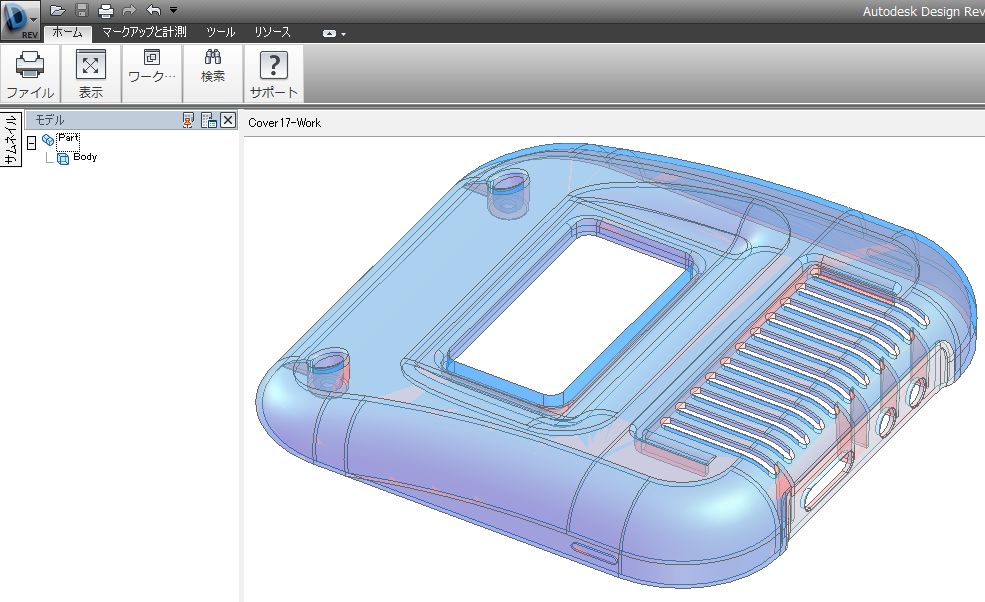 Autodesk Design Rev
REV
ホーム マークアップと計測 ツール リソース
ファイル 表示 ワーク… 検索 サポート
サムネイル
モデル
Cover17-Work
Part
Body